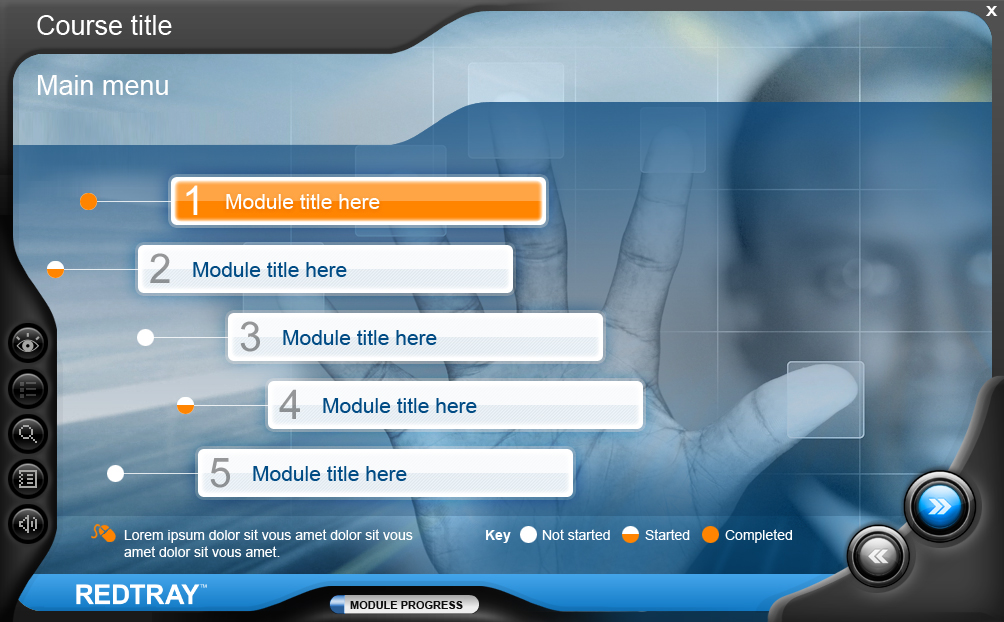 Course title
X
Main menu
1 Module title here
2 Module title here
3 Module title here
4 Module title here
5 Module title here
Lorem ipsum dolor sit vous amet dolor sit vous
amet dolor sit vous amet.
Key Not started Started Completed
REDTRAY™
MODULE PROGRESS